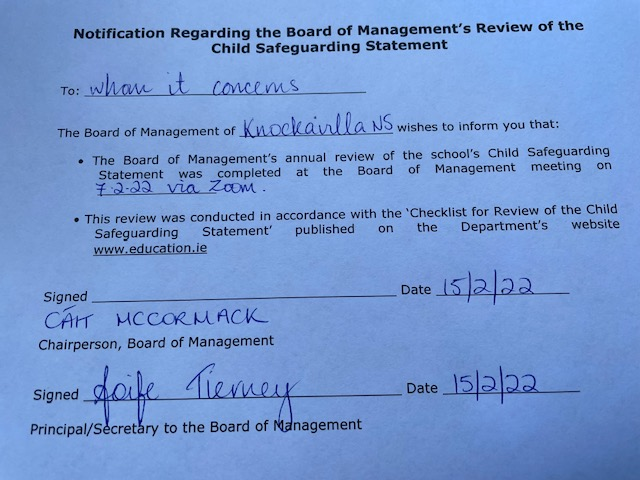 Notification Regarding the Board of Management's Review of the
Child Safeguarding Statement
To: whom it concerns
The Board of Management of Knockavilla NS wishes to inform you that:
• The Board of Management's annual review of the school's Child Safeguarding
Statement was completed at the Board of Management meeting on
7-2-22 via Zoom.
• This review was conducted in accordance with the 'Checklist for Review of the Child
Safeguarding Statement' published on the Department's website
www.education.ie
Signed Date 15/2/22
CÁIT MCCORMACK
Chairperson, Board of Management
Signed Aoife Tierney Date 15/2/22
Principal/Secretary to the Board of Management